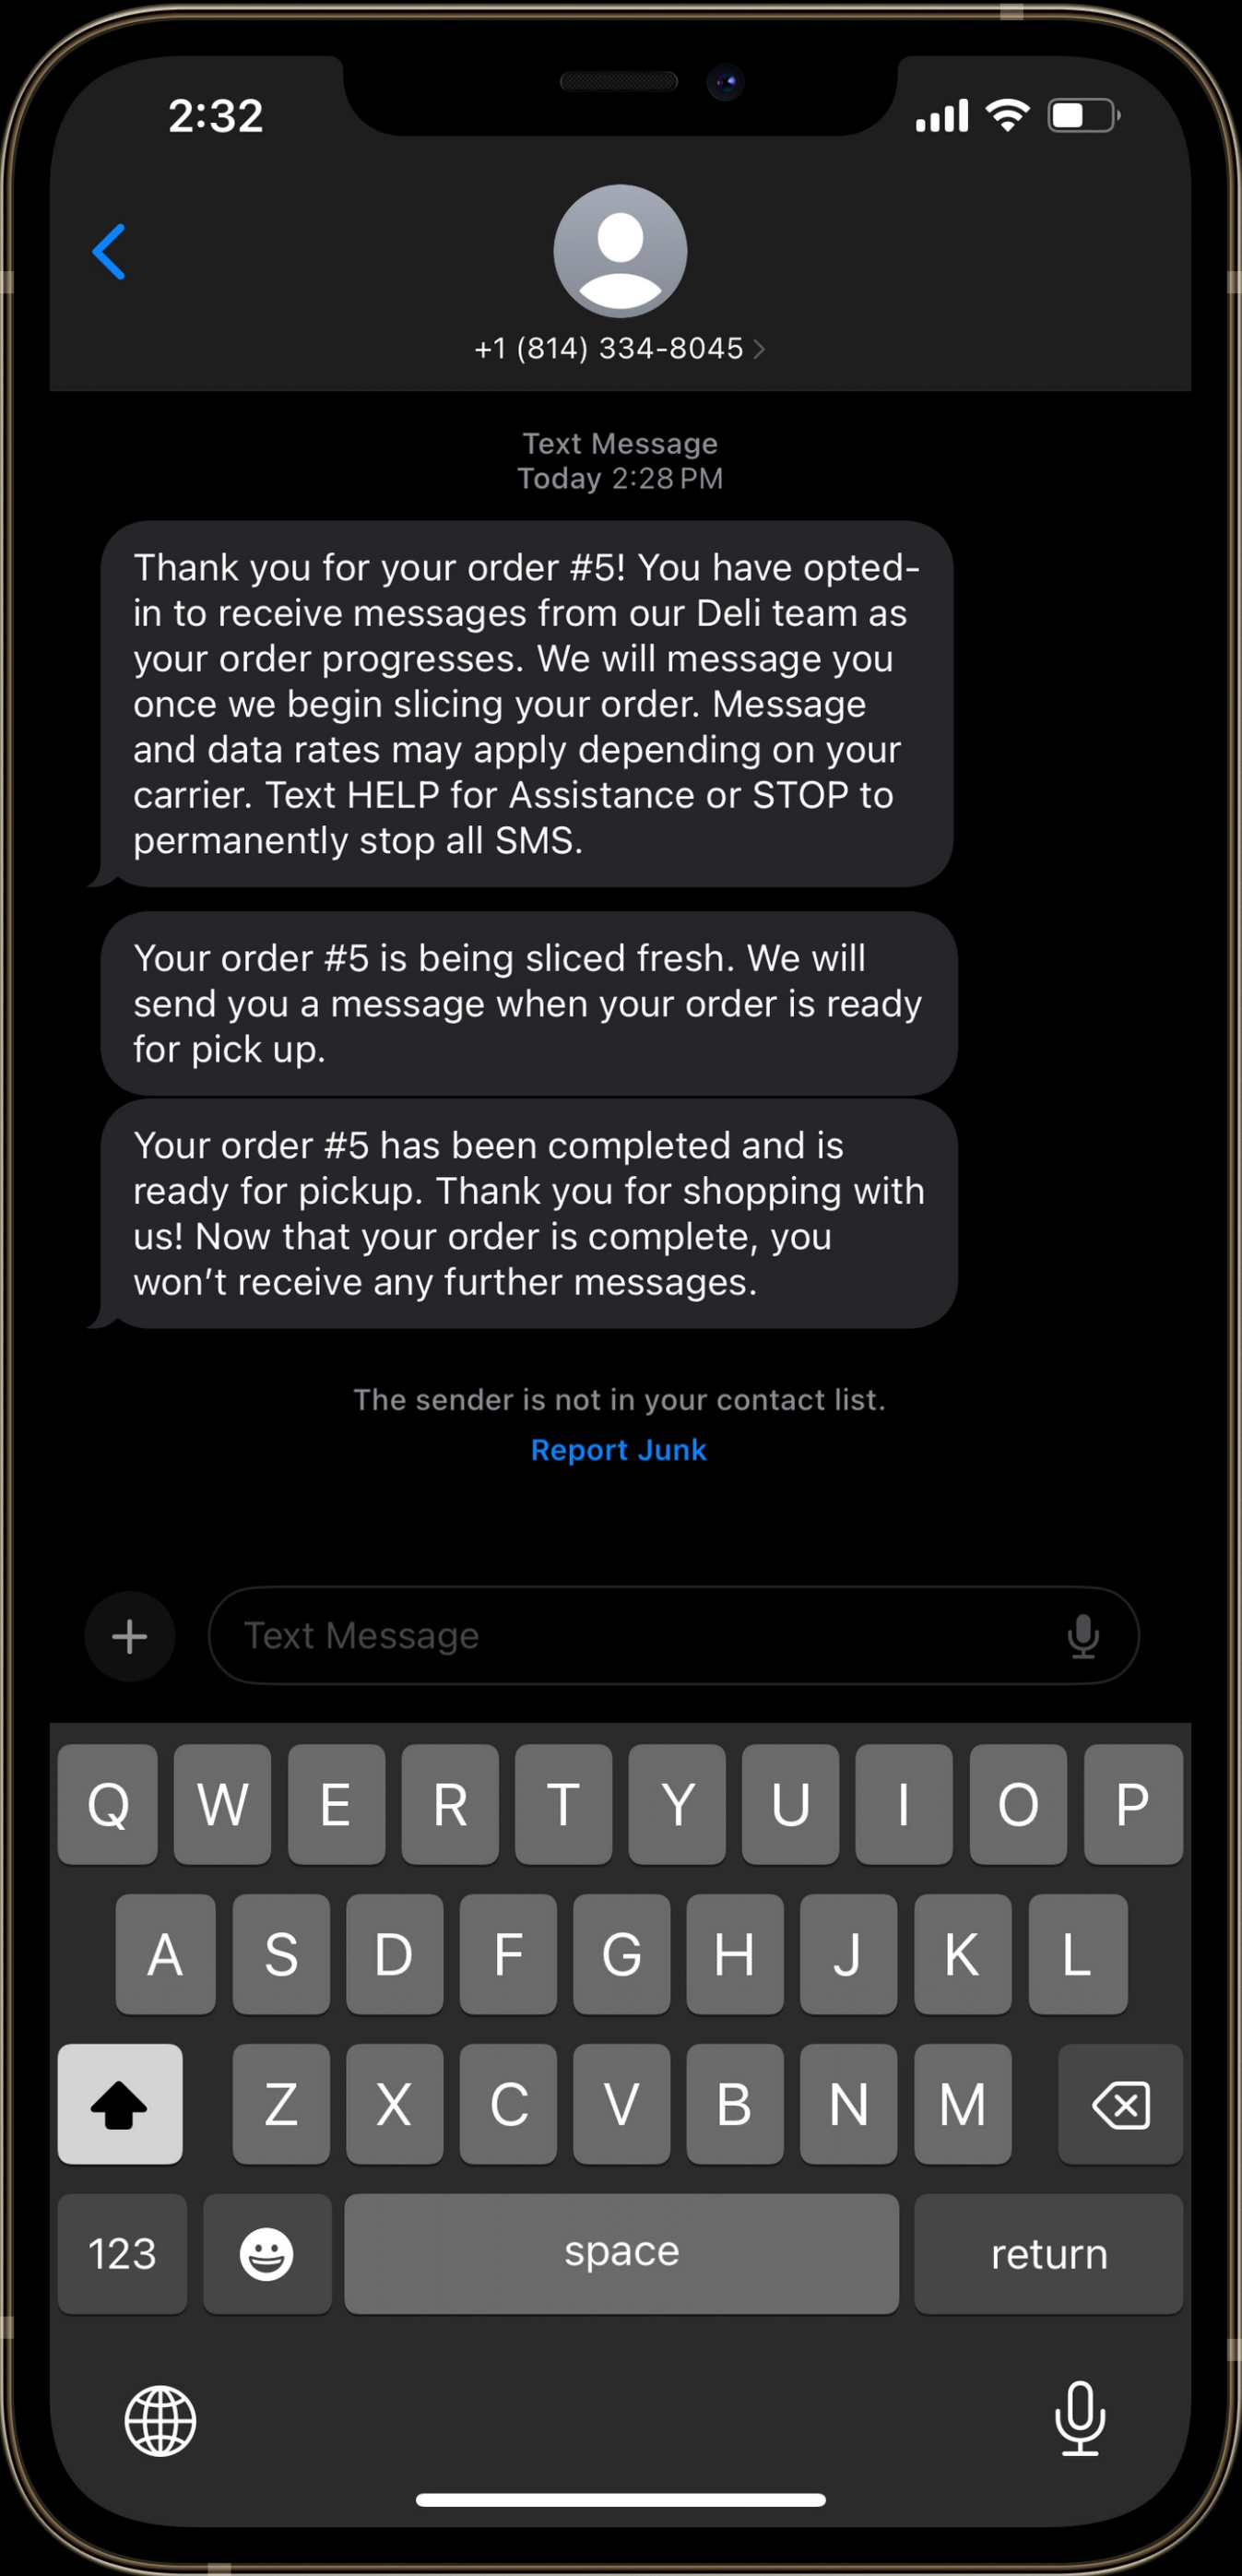 2:32
+1 (814) 334-8045
Text Message
Today 2:28 PM
Thank you for your order #5! You have opted-
in to receive messages from our Deli team as
your order progresses. We will message you
once we begin slicing your order. Message
and data rates may apply depending on your
carrier. Text HELP for Assistance or STOP to
permanently stop all SMS.
Your order #5 is being sliced fresh. We will
send you a message when your order is ready
for pick up.
Your order #5 has been completed and is
ready for pickup. Thank you for shopping with
us! Now that your order is complete, you
won’t receive any further messages.
The sender is not in your contact list.
Report Junk
Text Message
Q W E R T Y U I O P
A S D F G H J K L
Z X C V B N M
123 space return